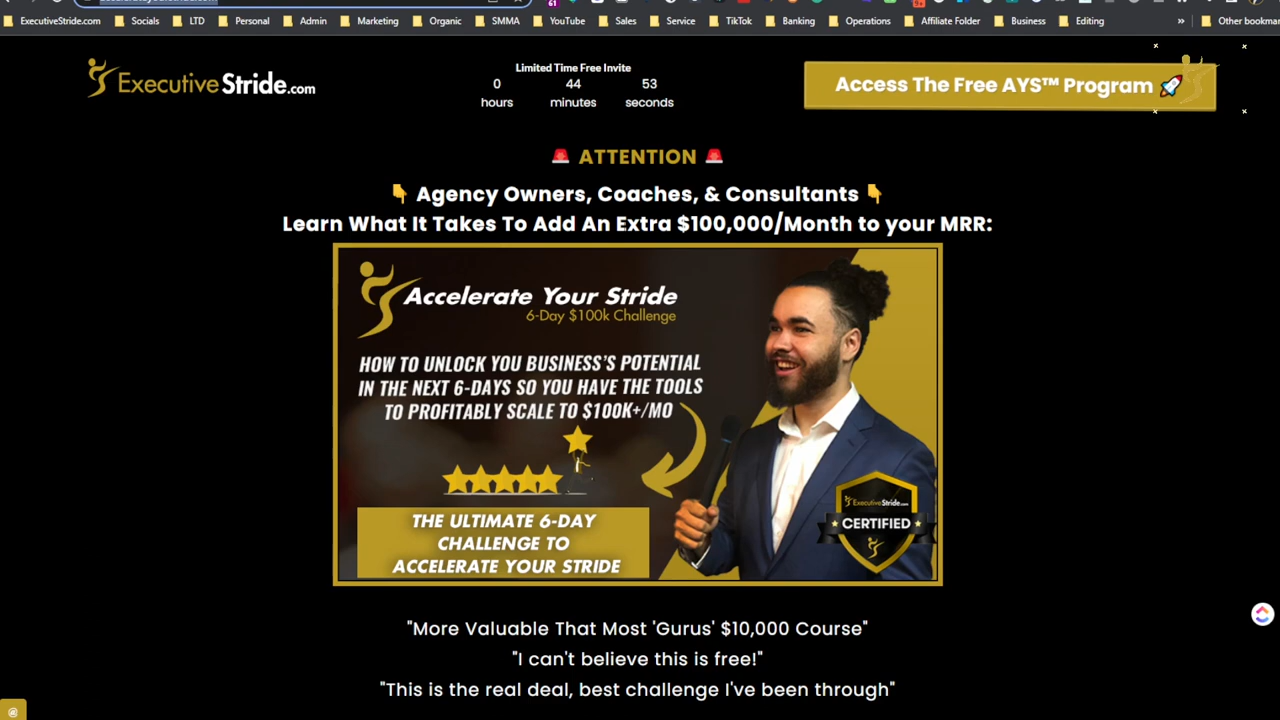 ExecutiveStride.com
Socials
LTD
Personal
Admin
Marketing
Organic
SMMA
YouTube
Sales
Service
TikTok
Banking
Operations
Affiliate Folder
Business
Editing
»
Other bookmar
61
ExecutiveStride.com
Limited Time Free Invite
0 44 53
hours minutes seconds
Access The Free AYS™ Program 🚀
🚨 ATTENTION 🚨
👇 Agency Owners, Coaches, & Consultants 👇
Learn What It Takes To Add An Extra $100,000/Month to your MRR:
Accelerate Your Stride
6-Day $100k Challenge
HOW TO UNLOCK YOU BUSINESS'S POTENTIAL
IN THE NEXT 6-DAYS SO YOU HAVE THE TOOLS
TO PROFITABLY SCALE TO $100K+/MO
THE ULTIMATE 6-DAY
CHALLENGE TO
ACCELERATE YOUR STRIDE
ExecutiveStride.com
CERTIFIED
"More Valuable That Most 'Gurus' $10,000 Course"
"I can't believe this is free!"
"This is the real deal, best challenge I've been through"
@